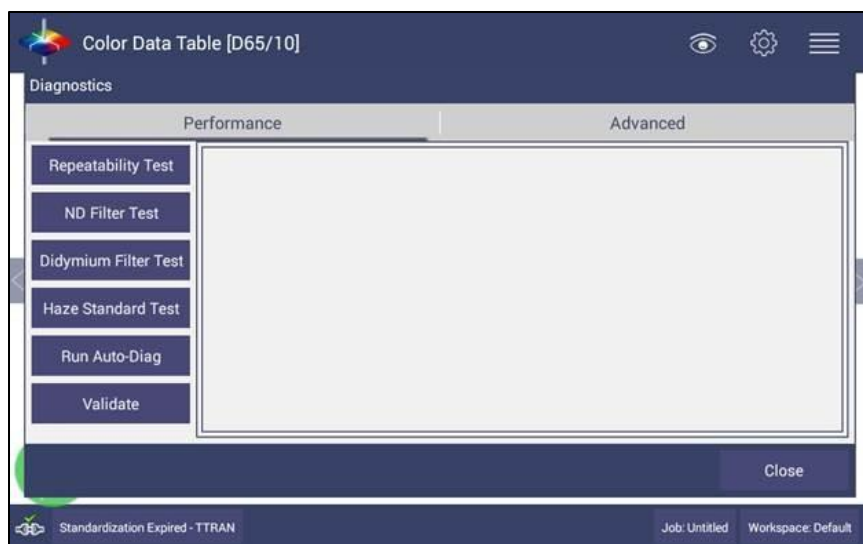 Color Data Table [D65/10]
Diagnostics
Performance
Advanced
Repeatability Test
ND Filter Test
Didymium Filter Test
Haze Standard Test
Run Auto-Diag
Validate
Close
Standardization Expired - TTRAN
Job: Untitled
Workspace: Default